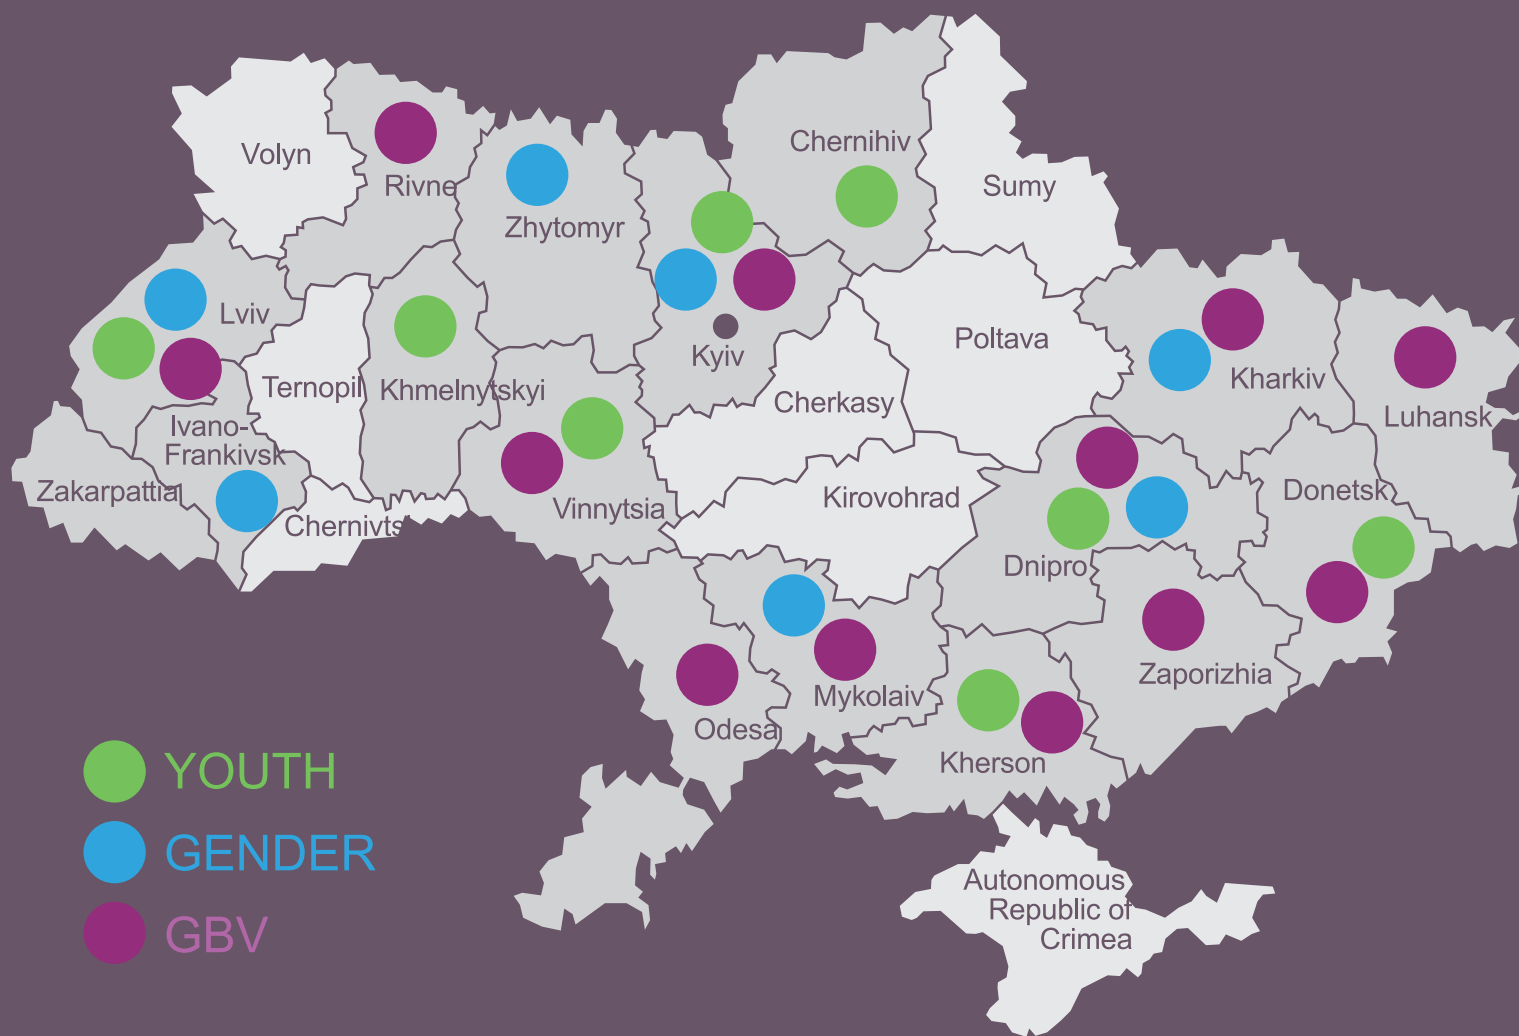 Chernihiv
Volyn
Rivne
Sumy
Zhytomyr
Lviv
Poltava
Kyiv
Kharkiv
Ternopil
Khmelnytskyi
Cherkasy
Luhansk
Ivano-
Frankivsk
Zakarpattia
Donetsk
Kirovohrad
Vinnytsia
Chernivts
Dnipro
Zaporizhia
Mykolaiv
Odesa
Kherson
YOUTH
GENDER
GBV
Autonomous
Republic of
Crimea